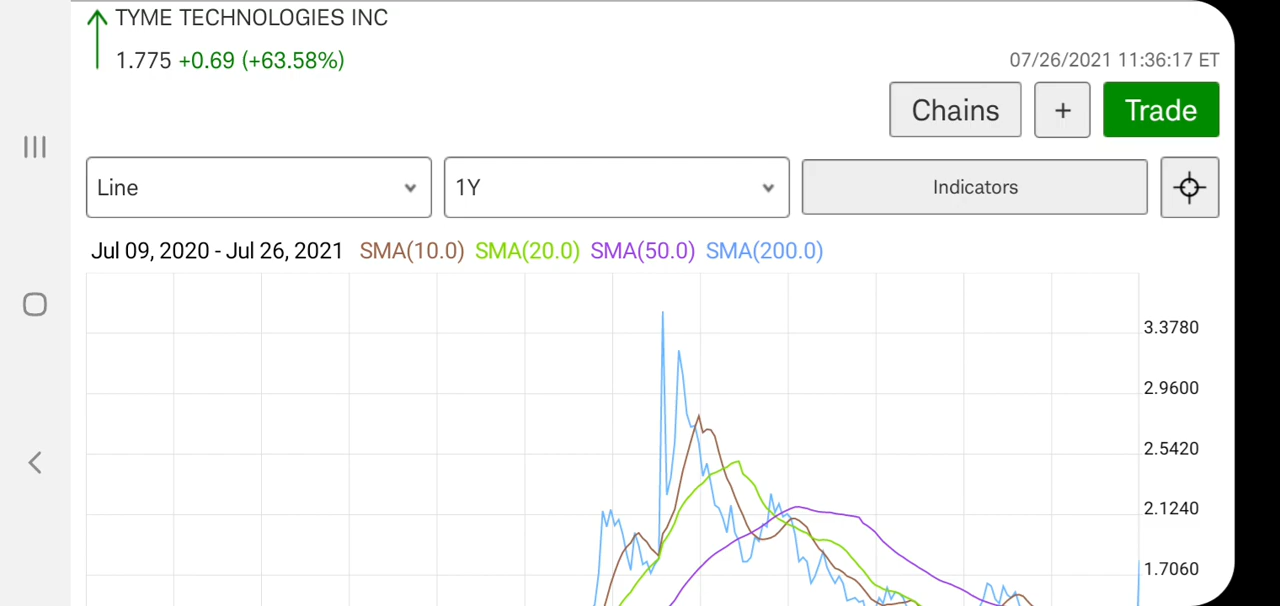 TYME TECHNOLOGIES INC
1.775 +0.69 (+63.58%)
07/26/2021 11:36:17 ET
Chains + Trade
Line 1Y Indicators
Jul 09, 2020 - Jul 26, 2021 SMA(10.0) SMA(20.0) SMA(50.0) SMA(200.0)
3.3780
2.9600
2.5420
2.1240
1.7060